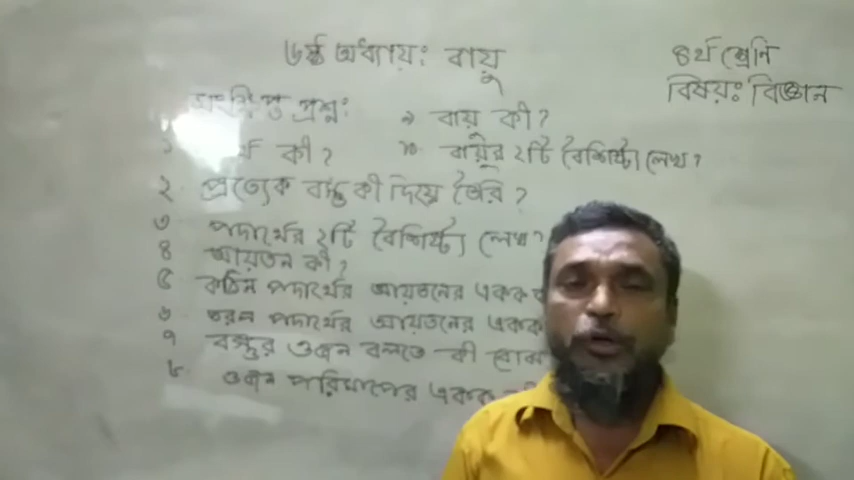 ৬ষ্ঠ অধ্যায়: বায়ু
৪র্থ শ্রেণি
বিষয়: বিজ্ঞান
সংক্ষিপ্ত প্রশ্ন:
১ কী?
২. প্রত্যেক বস্তু কী দিয়ে তৈরি?
৩ পদার্থের ২টি বৈশিষ্ট্য লেখ?
৪ আয়তন কী?
৫ কঠিন পদার্থের আয়তনের একক
৬ তরল পদার্থের আয়তনের একক
৭ বস্তুর ওজন বলতে কী
৮. ওজন পরিমাপের একক
৯ বায়ু কী?
১০. বায়ুর ২টি বৈশিষ্ট্য লেখ?